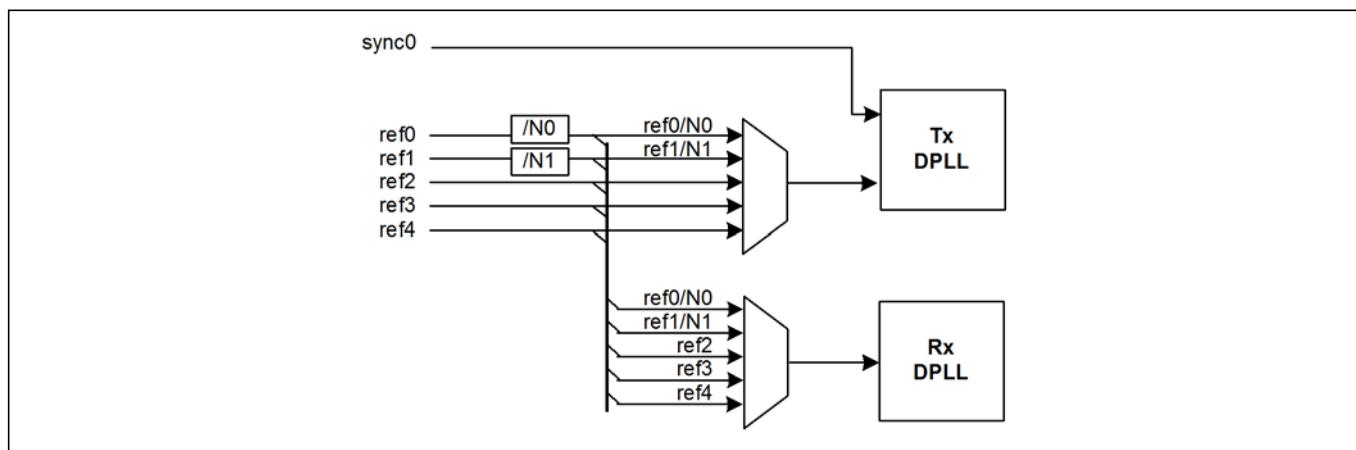 sync0
ref0 /N0 ref0/N0
ref1 /N1 ref1/N1
ref2
ref3
ref4
Tx
DPLL
ref0/N0
ref1/N1
ref2
ref3
ref4
Rx
DPLL